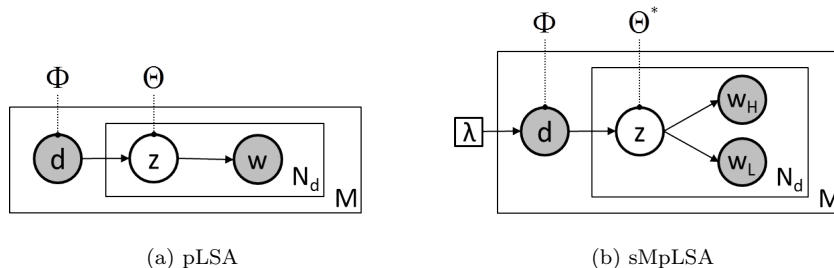 Φ Θ
d z w
N_d
M
(a) pLSA
Φ Θ*
λ d z w_H
w_L
N_d
M
(b) sMpLSA